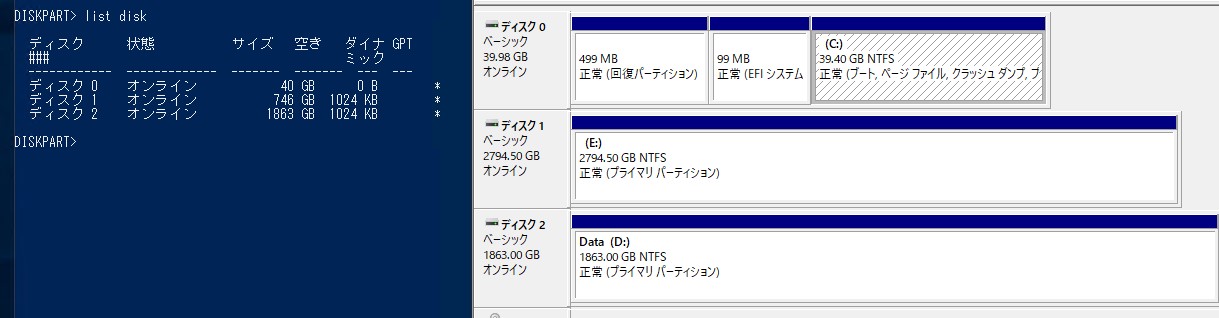 DISKPART> list disk
ディスク 状態 サイズ 空き ダイナ GPT
### ミック
------------ ------------- ------- ------- --- ---
ディスク 0 オンライン 40 GB 0 B *
ディスク 1 オンライン 746 GB 1024 KB *
ディスク 2 オンライン 1863 GB 1024 KB *
DISKPART>
ディスク 0
ベーシック
39.98 GB
オンライン
499 MB
正常 (回復パーティション)
99 MB
正常 (EFI システム
(C:)
39.40 GB NTFS
正常 (ブート, ページ ファイル, クラッシュ ダンプ, プ
ディスク 1
ベーシック
2794.50 GB
オンライン
(E:)
2794.50 GB NTFS
正常 (プライマリ パーティション)
ディスク 2
ベーシック
1863.00 GB
オンライン
Data (D:)
1863.00 GB NTFS
正常 (プライマリ パーティション)